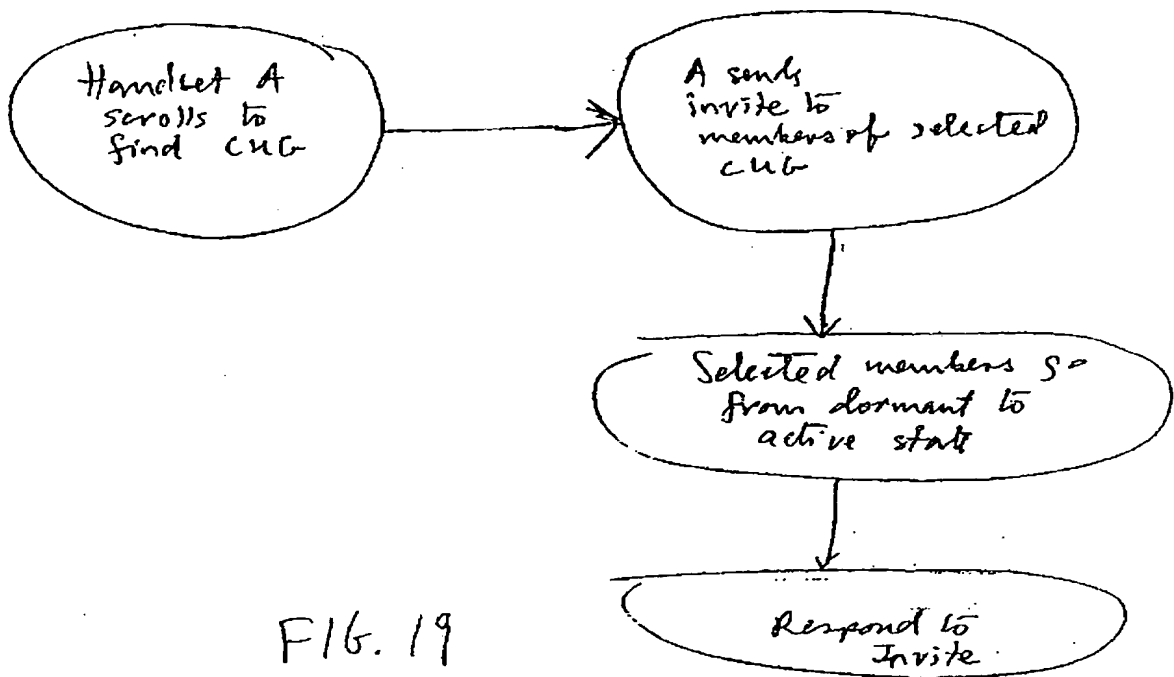 Handset A
scrolls to
find CUG
A sends
invite to
members of selected
CUG
Selected members go
from dormant to
active state
Respond to
Invite
FIG. 19